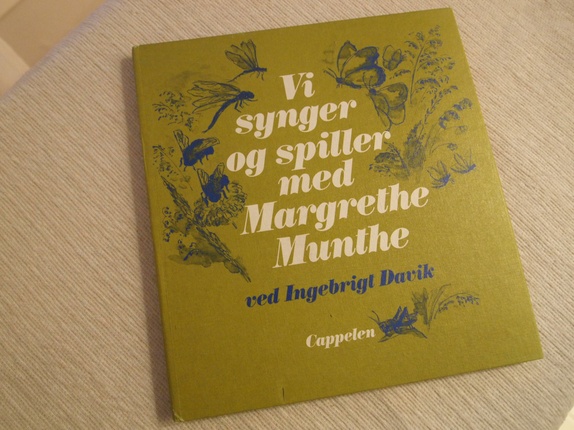 Vi
synger
og spiller
med
Margrethe
Munthe
ved Ingebrigt Davik
Cappelen